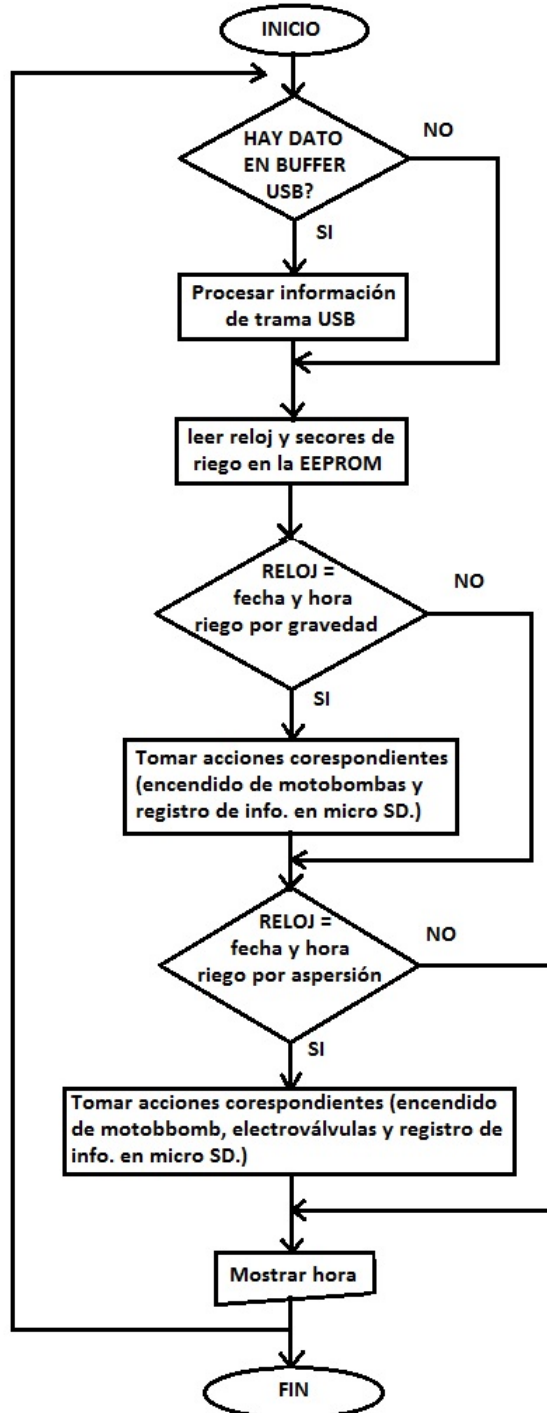 INICIO
HAY DATO
EN BUFFER
USB?
NO
SI
Procesar información
de trama USB
leer reloj y secores de
riego en la EEPROM
RELOJ =
fecha y hora
riego por gravedad
NO
SI
Tomar acciones corespondientes
(encendido de motobombas y
registro de info. en micro SD.)
RELOJ =
fecha y hora
riego por aspersión
NO
SI
Tomar acciones corespondientes (encendido
de motobbomb, electroválvulas y registro de
info. en micro SD.)
Mostrar hora
FIN